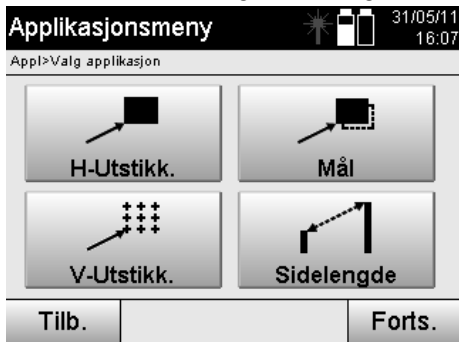 Applikasjonsmeny
31/05/11
16:07
Appl>Valg applikasjon
H-Utstikk.
Mål
V-Utstikk.
Sidelengde
Tilb.
Forts.